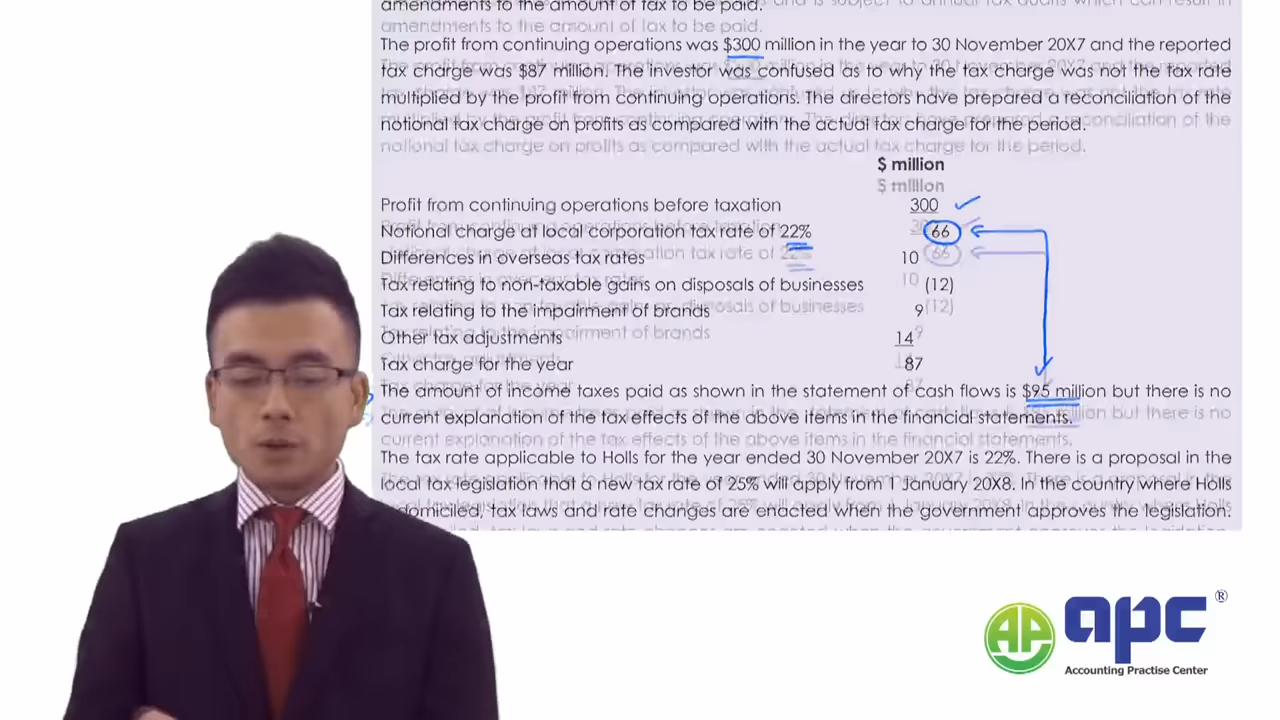 amendments to the amount of tax to be paid.
The profit from continuing operations was $300 million in the year to 30 November 20X7 and the reported
tax charge was $87 million. The investor was confused as to why the tax charge was not the tax rate
multiplied by the profit from continuing operations. The directors have prepared a reconciliation of the
notional tax charge on profits as compared with the actual tax charge for the period.
$ million
Profit from continuing operations before taxation 300
Notional charge at local corporation tax rate of 22% 66
Differences in overseas tax rates 10
Tax relating to non-taxable gains on disposals of businesses (12)
Tax relating to the impairment of brands 9
Other tax adjustments 14
Tax charge for the year 87
The amount of income taxes paid as shown in the statement of cash flows is $95 million but there is no
current explanation of the tax effects of the above items in the financial statements.
The tax rate applicable to Holls for the year ended 30 November 20X7 is 22%. There is a proposal in the
local tax legislation that a new tax rate of 25% will apply from 1 January 20X8. In the country where Holls
domiciled, tax laws and rate changes are enacted when the government approves the legislation.
AP apc ®
Accounting Practise Center